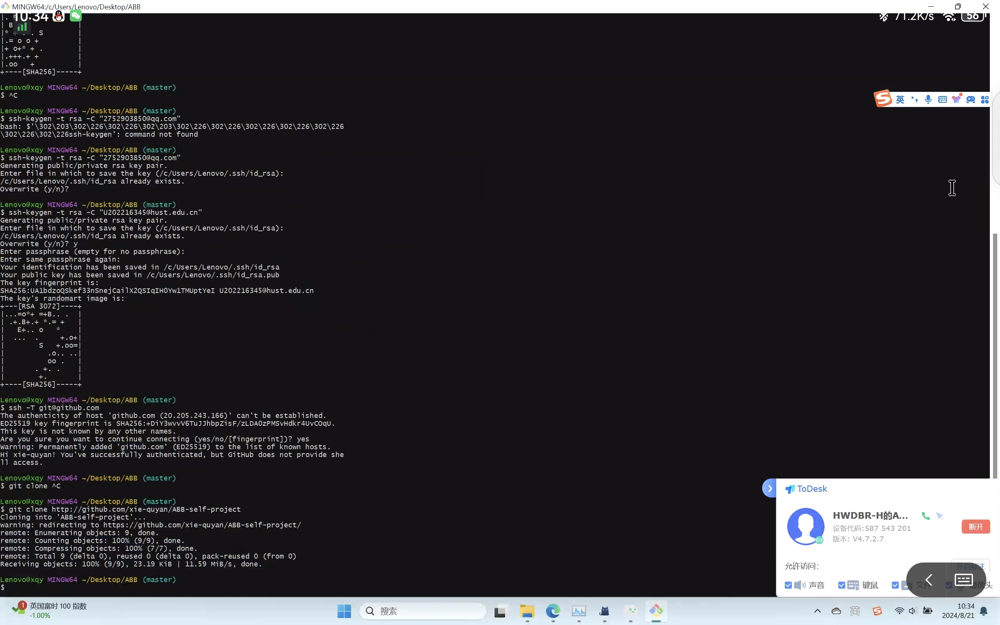 MINGW64:/c/Users/Lenovo/Desktop/ABB
10:34
71.2K/s
56
|* + . . S
|.= o o +
|+ o+* + .
|.+++.+ +
|.oo   +
+----[SHA256]-----+
Lenovo@xqy MINGW64 ~/Desktop/ABB (master)
$ ^C
英
Lenovo@xqy MINGW64 ~/Desktop/ABB (master)
$ ssh-keygen -t rsa -C "2752903850@qq.com"
bash: $'\302\203\302\226\302\226\302\203\302\226\302\226\302\226\302\226\302\226
\302\226\302\226ssh-keygen': command not found
Lenovo@xqy MINGW64 ~/Desktop/ABB (master)
$ ssh-keygen -t rsa -C "2752903850@qq.com"
Generating public/private rsa key pair.
Enter file in which to save the key (/c/Users/Lenovo/.ssh/id_rsa):
/c/Users/Lenovo/.ssh/id_rsa already exists.
Overwrite (y/n)?
Lenovo@xqy MINGW64 ~/Desktop/ABB (master)
$ ssh-keygen -t rsa -C "U202216345@hust.edu.cn"
Generating public/private rsa key pair.
Enter file in which to save the key (/c/Users/Lenovo/.ssh/id_rsa):
/c/Users/Lenovo/.ssh/id_rsa already exists.
Overwrite (y/n)? y
Enter passphrase (empty for no passphrase):
Enter same passphrase again:
Your identification has been saved in /c/Users/Lenovo/.ssh/id_rsa
Your public key has been saved in /c/Users/Lenovo/.ssh/id_rsa.pub
The key fingerprint is:
SHA256:UA1bdzoQSkef33nSnejCailX2QSIqIH0Yw1TMUptYeI U202216345@hust.edu.cn
The key's randomart image is:
+---[RSA 3072]----+
|...=o*+ =+B.. .  |
| .+.B+.+ *.= +   |
|   E+.. o   *    |
|  ...  .     +.o+|
|        S   +.oo=|
|          .o.. ..|
|          oo .   |
|       . +. .    |
|        +.       |
+----[SHA256]-----+
Lenovo@xqy MINGW64 ~/Desktop/ABB (master)
$ ssh -T git@github.com
The authenticity of host 'github.com (20.205.243.166)' can't be established.
ED25519 key fingerprint is SHA256:+DiY3wvvV6TuJJhbpZisF/zLDA0zPMSvHdkr4UvCOqU.
This key is not known by any other names.
Are you sure you want to continue connecting (yes/no/[fingerprint])? yes
Warning: Permanently added 'github.com' (ED25519) to the list of known hosts.
Hi xie-quyan! You've successfully authenticated, but GitHub does not provide she
ll access.
Lenovo@xqy MINGW64 ~/Desktop/ABB (master)
$ git clone ^C
Lenovo@xqy MINGW64 ~/Desktop/ABB (master)
$ git clone http://github.com/xie-quyan/ABB-self-project
Cloning into 'ABB-self-project'...
warning: redirecting to https://github.com/xie-quyan/ABB-self-project/
remote: Enumerating objects: 9, done.
remote: Counting objects: 100% (9/9), done.
remote: Compressing objects: 100% (7/7), done.
remote: Total 9 (delta 0), reused 0 (delta 0), pack-reused 0 (from 0)
Receiving objects: 100% (9/9), 23.19 KiB | 11.59 MiB/s, done.
Lenovo@xqy MINGW64 ~/Desktop/ABB (master)
$
ToDesk
HWDBR-H的A...
设备代码:587 543 201
版本: V4.7.2.7
断开
允许访问:
开启标注
声音
键鼠
文件
摄像头
1
英国富时 100 指数
-1.00%
搜索
英
10:34
2024/8/21